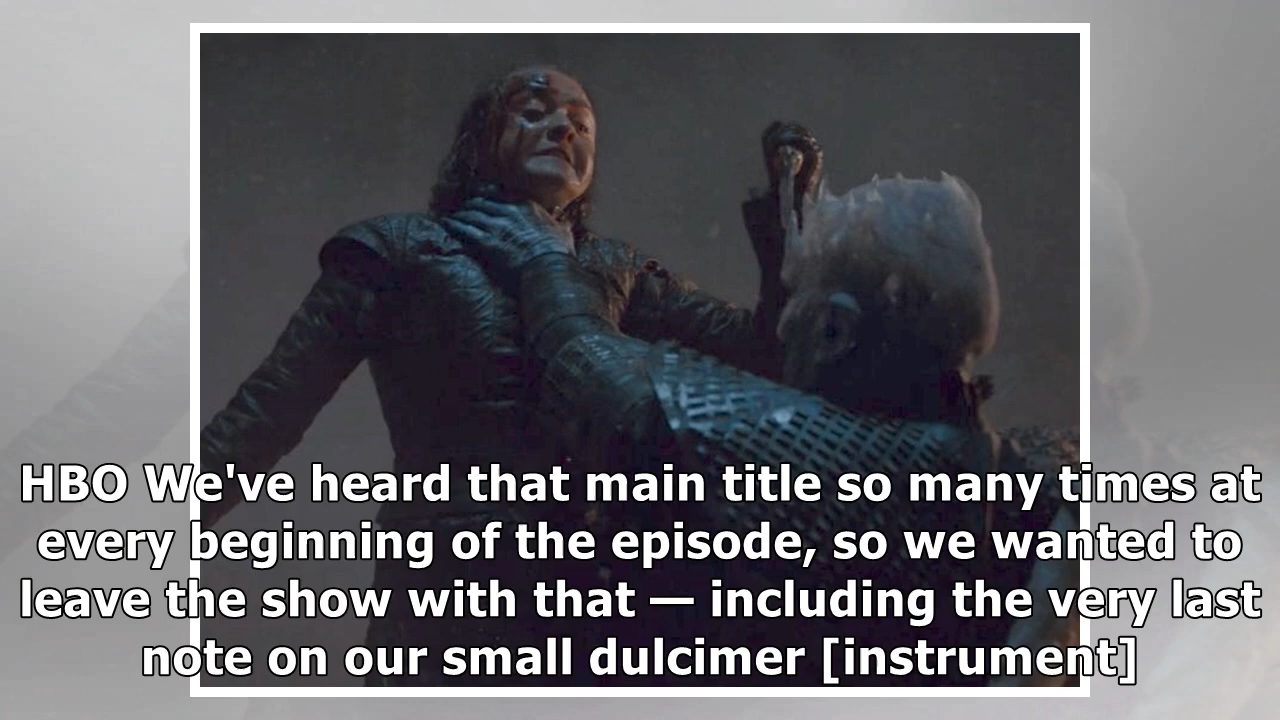 HBO We've heard that main title so many times at
every beginning of the episode, so we wanted to
leave the show with that — including the very last
note on our small dulcimer [instrument]